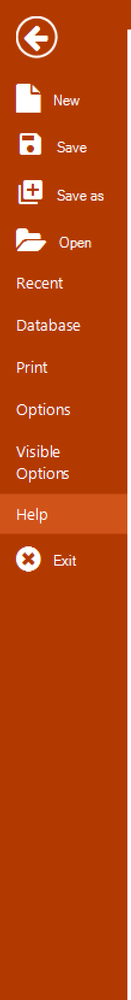 New
Save
Save as
Open
Recent
Database
Print
Options
Visible
Options
Help
Exit